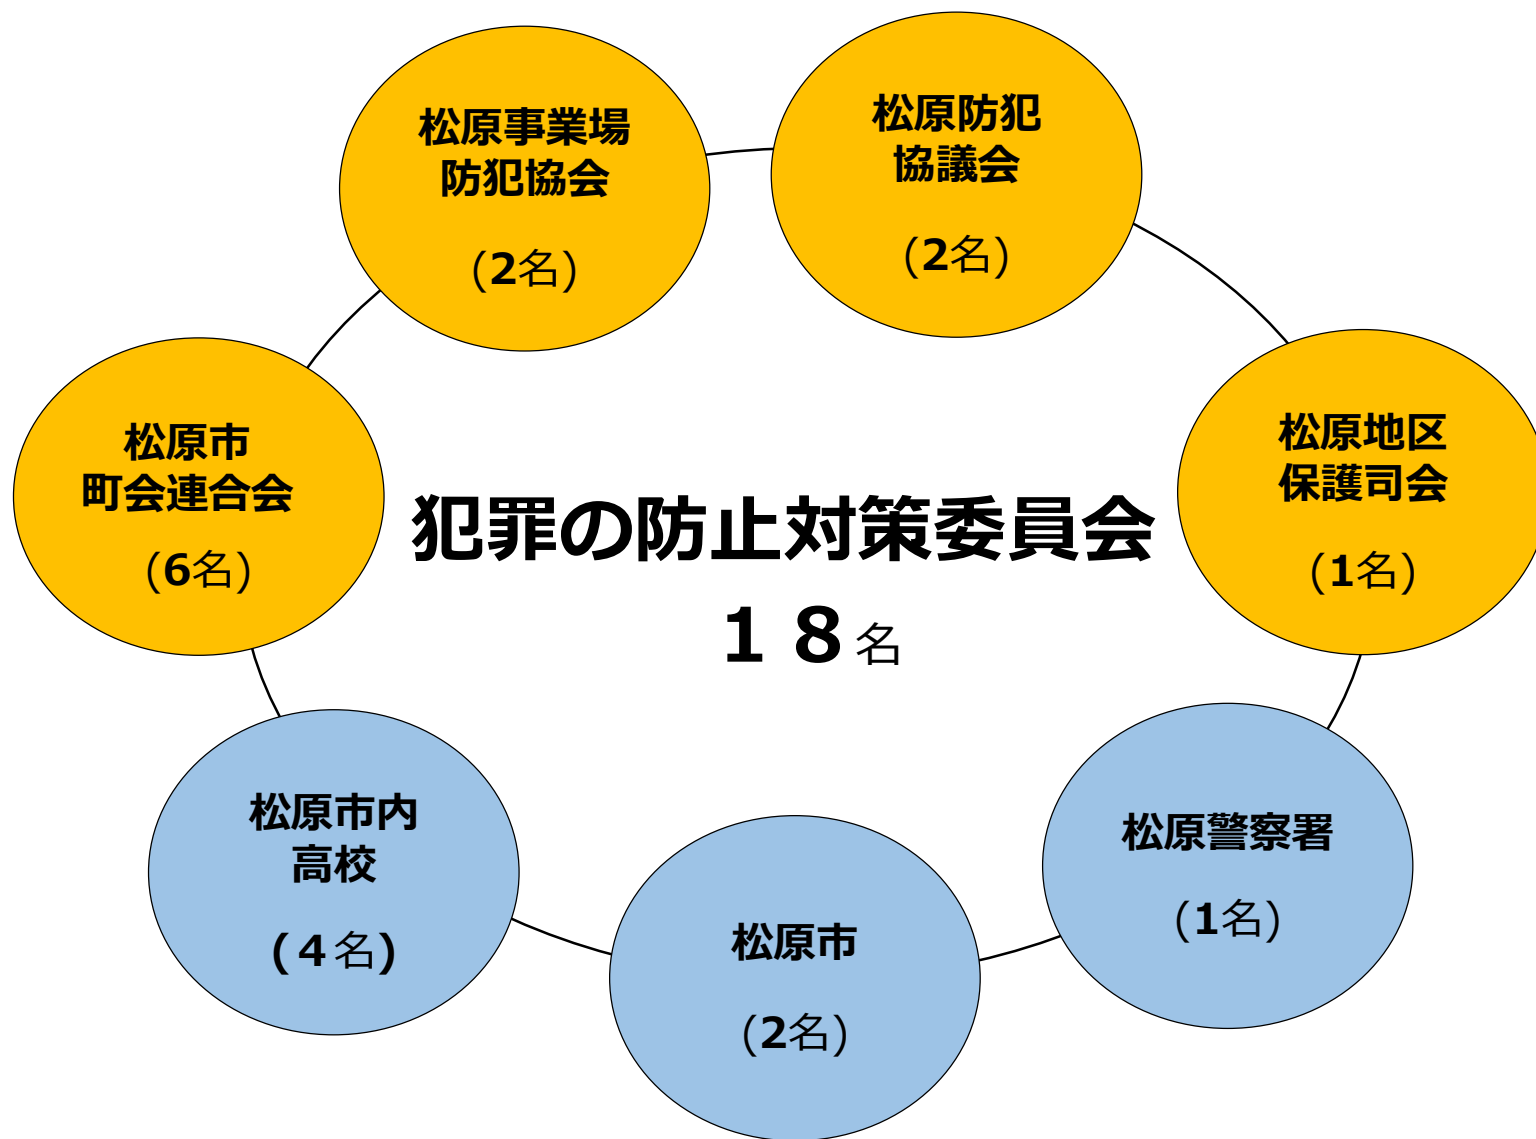 松原事業場
防犯協会
(2名)
松原防犯
協議会
(2名)
松原市
町会連合会
(6名)
松原地区
保護司会
(1名)
犯罪の防止対策委員会
１８名
松原市内
高校
(４名)
松原市
(2名)
松原警察署
(1名)